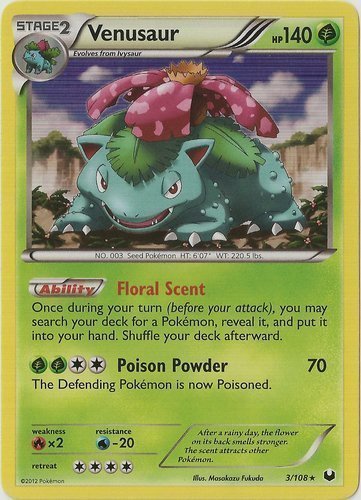 STAGE2
Venusaur
HP140
Evolves from Ivysaur
NO. 003 Seed Pokémon HT: 6'07" WT: 220.5 lbs.
Ability Floral Scent
Once during your turn (before your attack), you may
search your deck for a Pokémon, reveal it, and put it
into your hand. Shuffle your deck afterward.
Poison Powder 70
The Defending Pokémon is now Poisoned.
weakness resistance
×2 -20
retreat
After a rainy day, the flower
on its back smells stronger.
The scent attracts other
Pokémon.
©2012 Pokémon
Illus. Masakazu Fukuda
3/108 ★